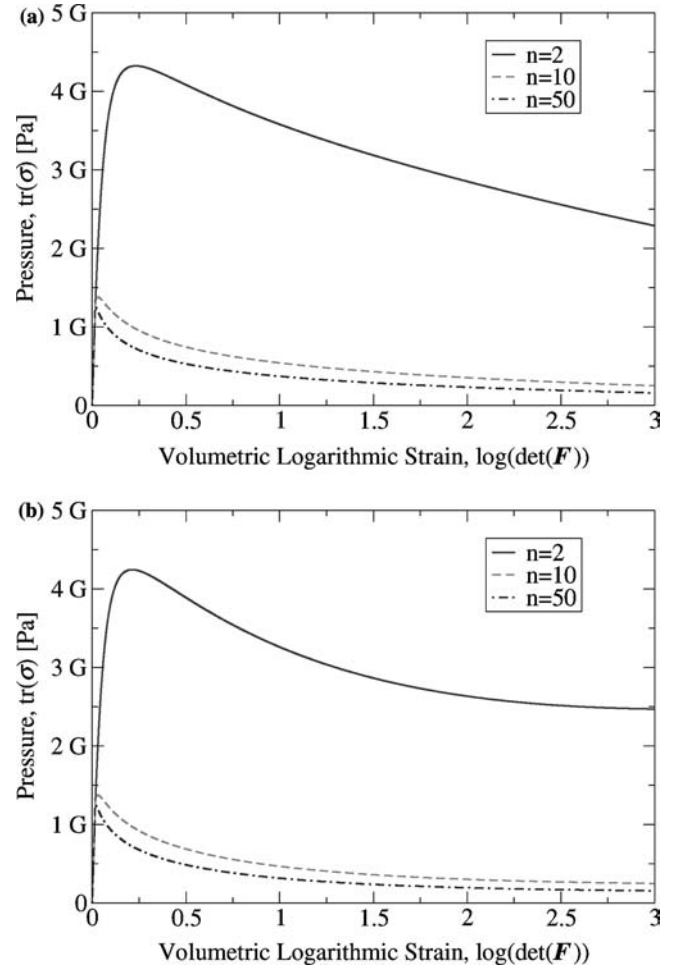 (a)
5 G
4 G
3 G
2 G
1 G
0
Pressure, tr(σ) [Pa]
n=2
n=10
n=50
0 0.5 1 1.5 2 2.5 3
Volumetric Logarithmic Strain, log(det(F))
(b)
5 G
4 G
3 G
2 G
1 G
0
Pressure, tr(σ) [Pa]
n=2
n=10
n=50
0 0.5 1 1.5 2 2.5 3
Volumetric Logarithmic Strain, log(det(F))